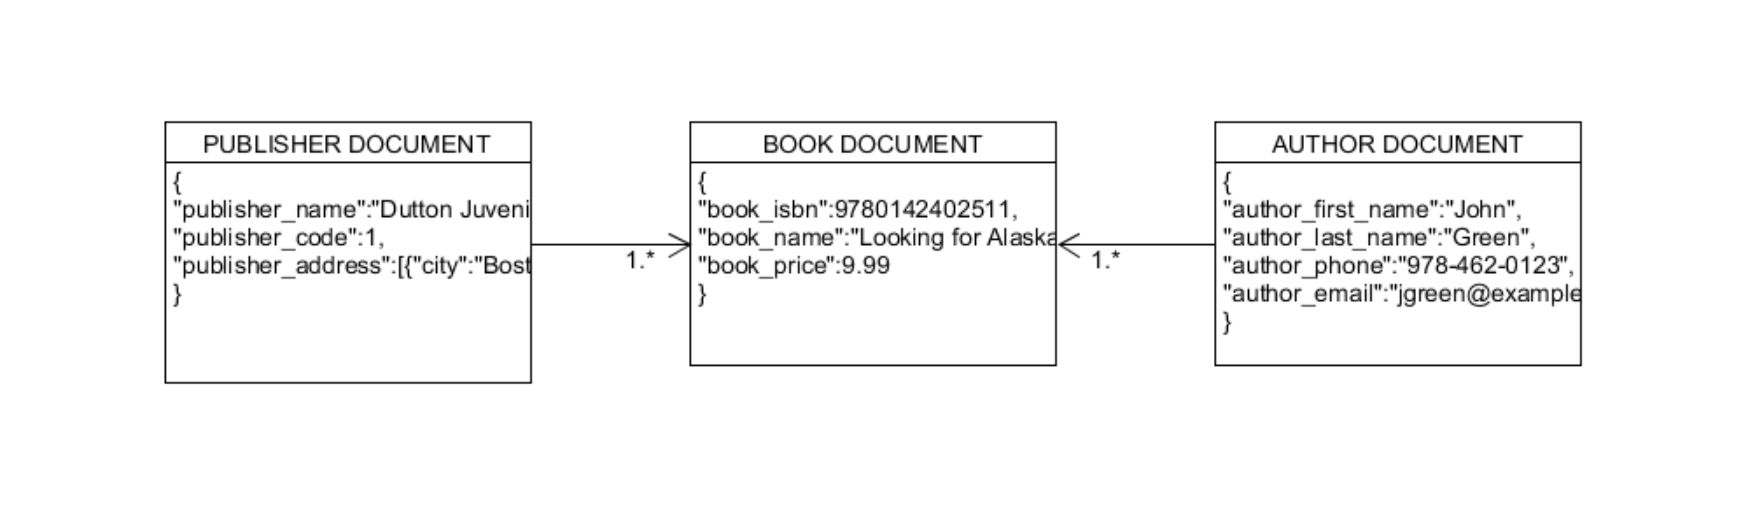 PUBLISHER DOCUMENT
{
"publisher_name":"Dutton Juveni
"publisher_code":1,
"publisher_address":[{"city":"Bost
}
1.*
BOOK DOCUMENT
{
"book_isbn":9780142402511,
"book_name":"Looking for Alaska
"book_price":9.99
}
1.*
AUTHOR DOCUMENT
{
"author_first_name":"John",
"author_last_name":"Green",
"author_phone":"978-462-0123",
"author_email":"jgreen@example
}